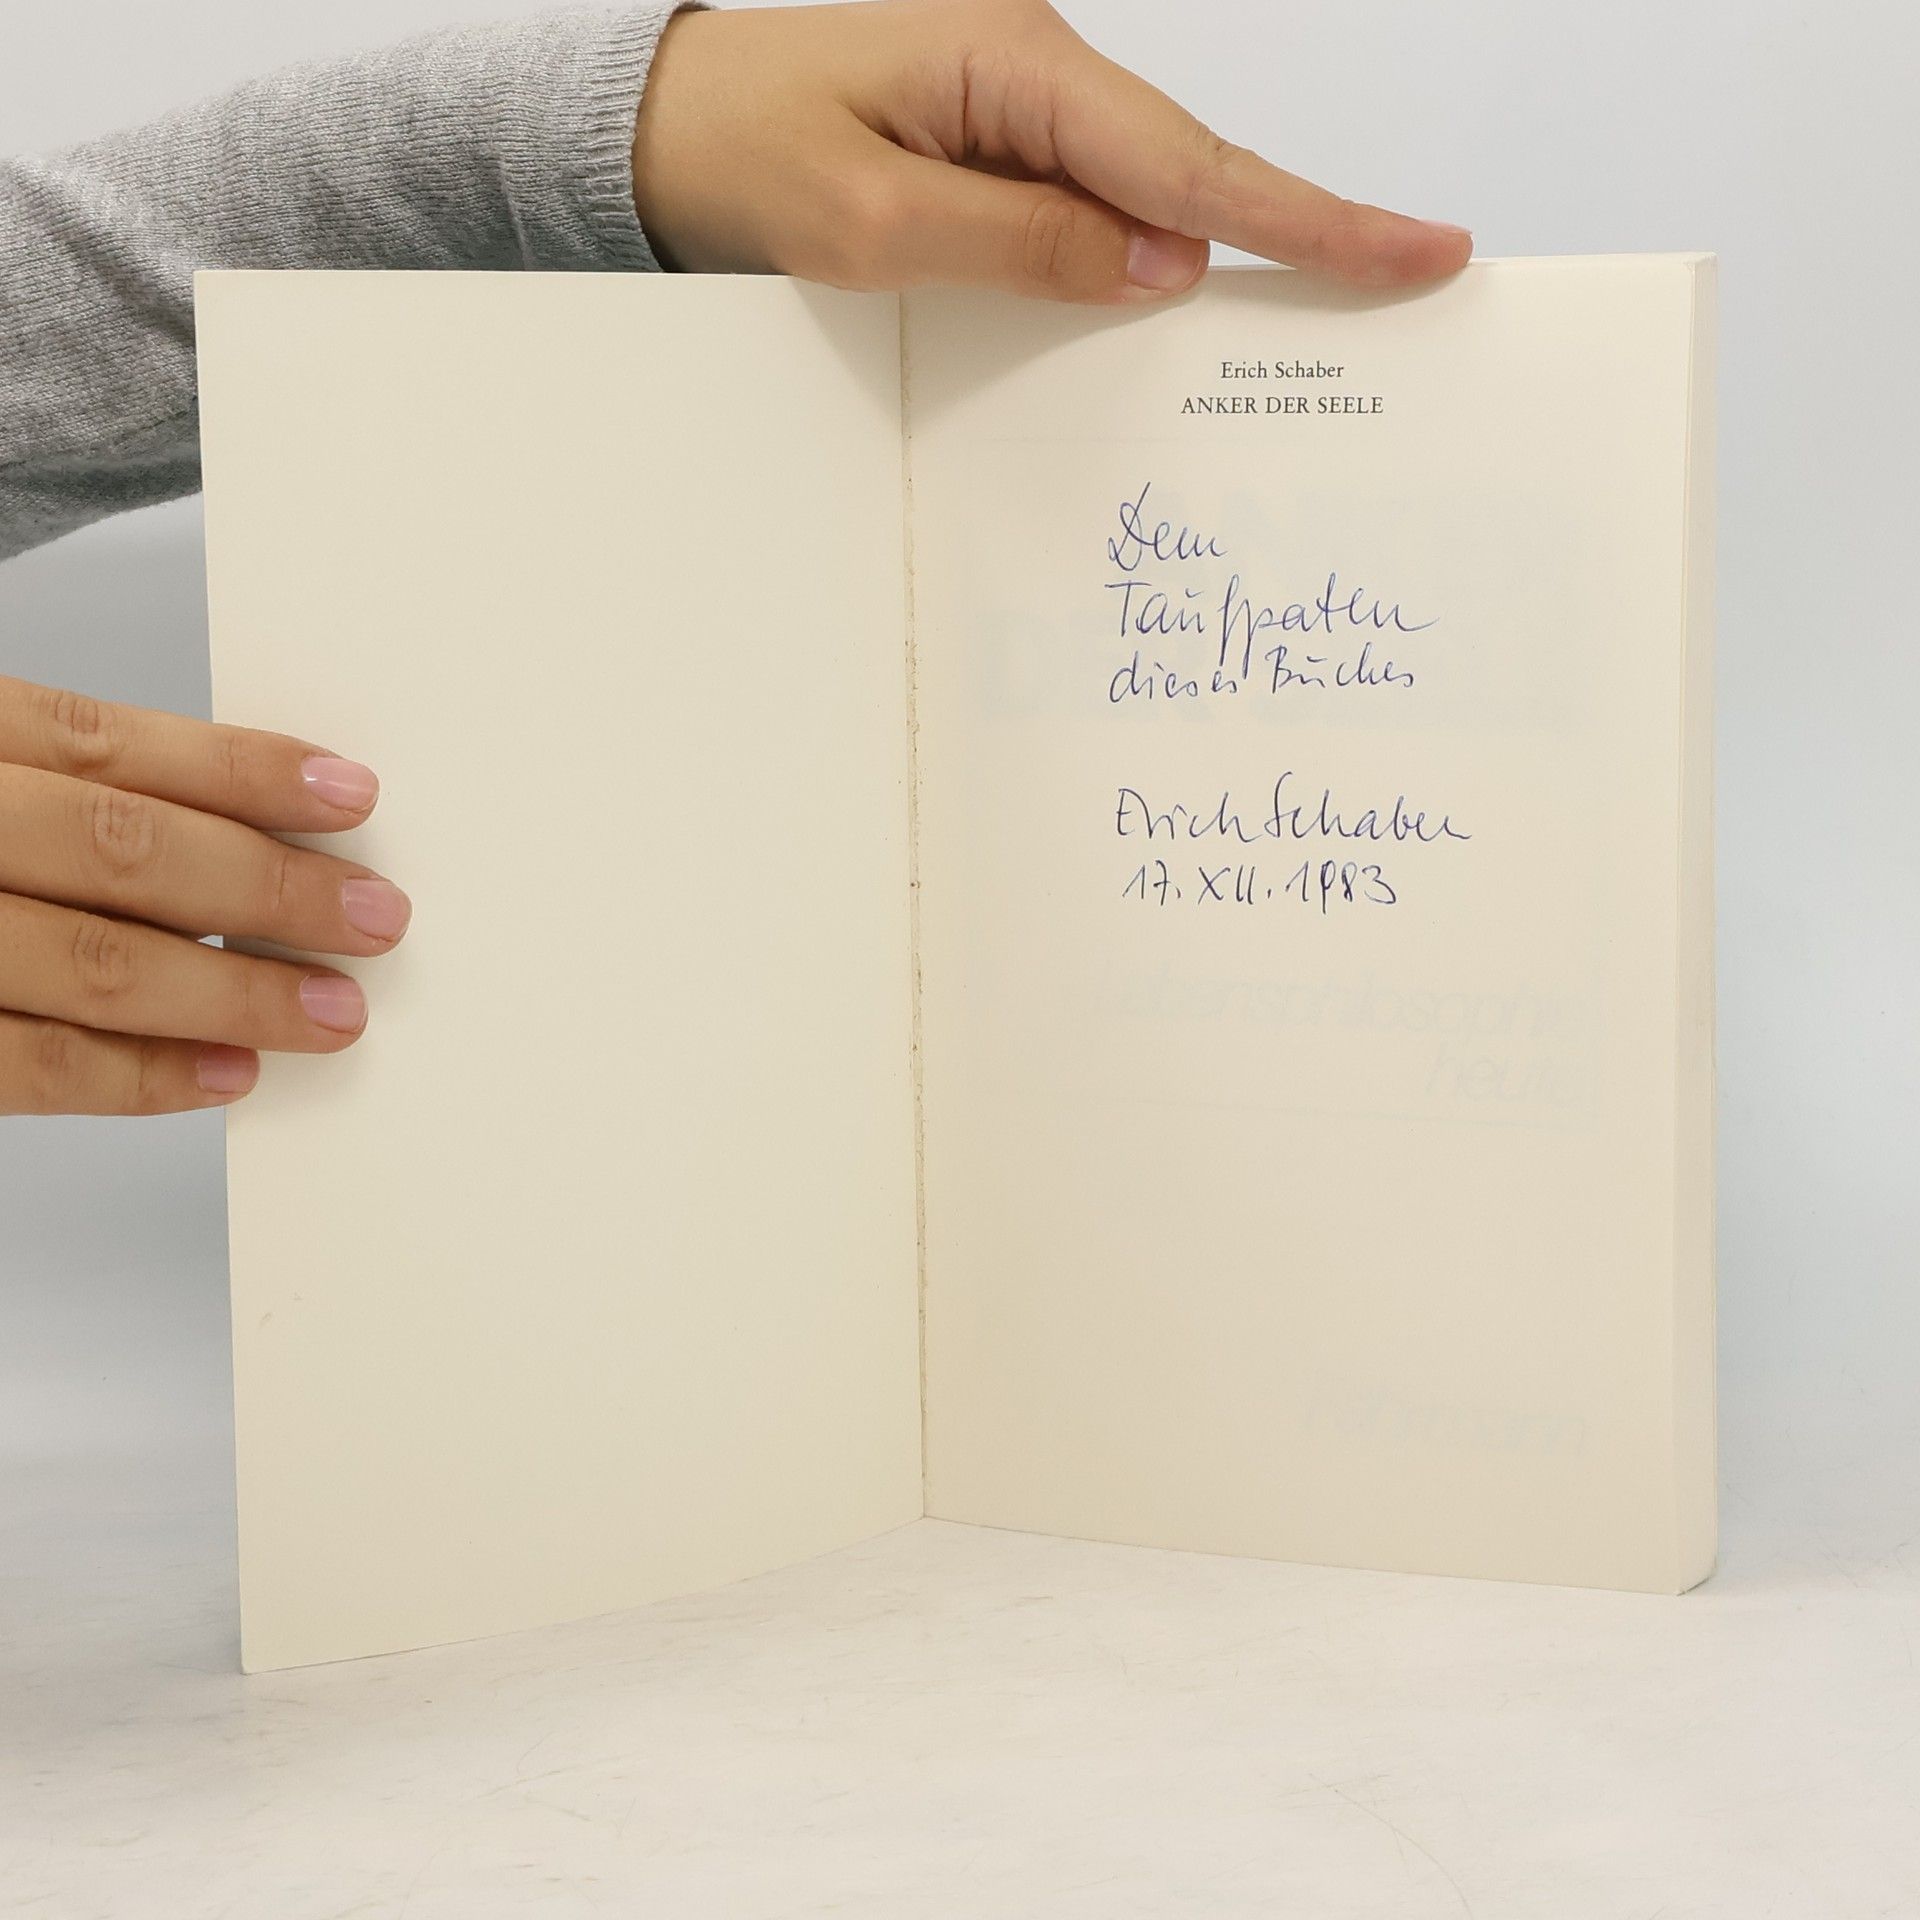 Erich Schaber
ANKER DER SEELE
Dem
Taufpaten
dieses Buches
Erich Schaber
17. XII. 1983